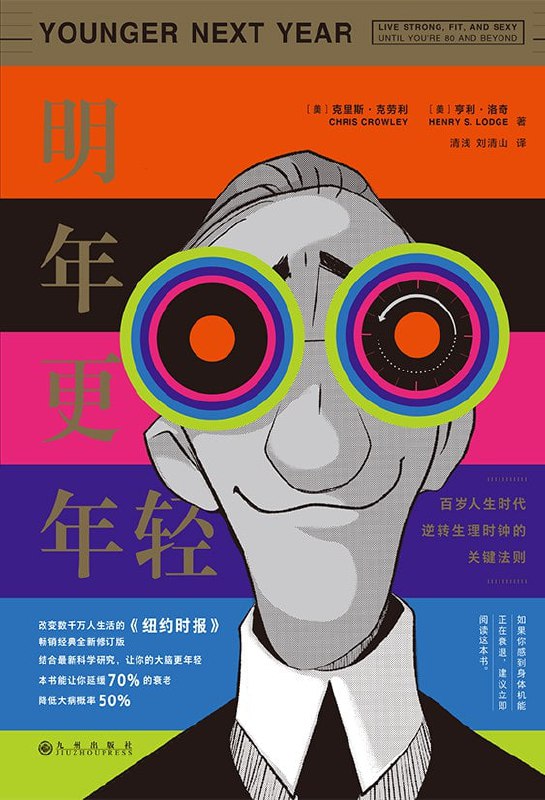 YOUNGER NEXT YEAR
LIVE STRONG, FIT, AND SEXY
UNTIL YOU'RE 80 AND BEYOND
[美] 克里斯·克劳利
CHRIS CROWLEY
[美] 亨利·洛奇
HENRY S. LODGE 著
清浅 刘清山 译
明
年
更
年轻
百岁人生时代
逆转生理时钟的
关键法则
改变数千万人生活的《纽约时报》
畅销经典全新修订版
结合最新科学研究，让你的大脑更年轻
本书能让你延缓70%的衰老
降低大病概率50%
如果你感到身体机能
正在衰退，建议立即
阅读这本书。
九州出版社
JIUZHOUPRESS